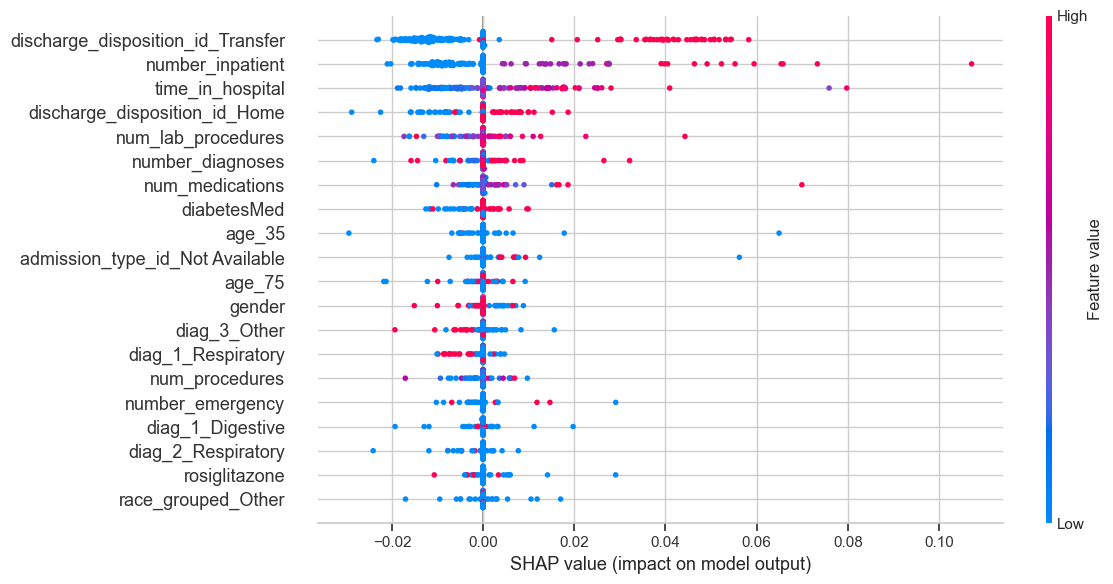 discharge_disposition_id_Transfer
number_inpatient
time_in_hospital
discharge_disposition_id_Home
num_lab_procedures
number_diagnoses
num_medications
diabetesMed
age_35
admission_type_id_Not Available
age_75
gender
diag_3_Other
diag_1_Respiratory
num_procedures
number_emergency
diag_1_Digestive
diag_2_Respiratory
rosiglitazone
race_grouped_Other
−0.02 0.00 0.02 0.04 0.06 0.08 0.10
SHAP value (impact on model output)
High
Feature value
Low